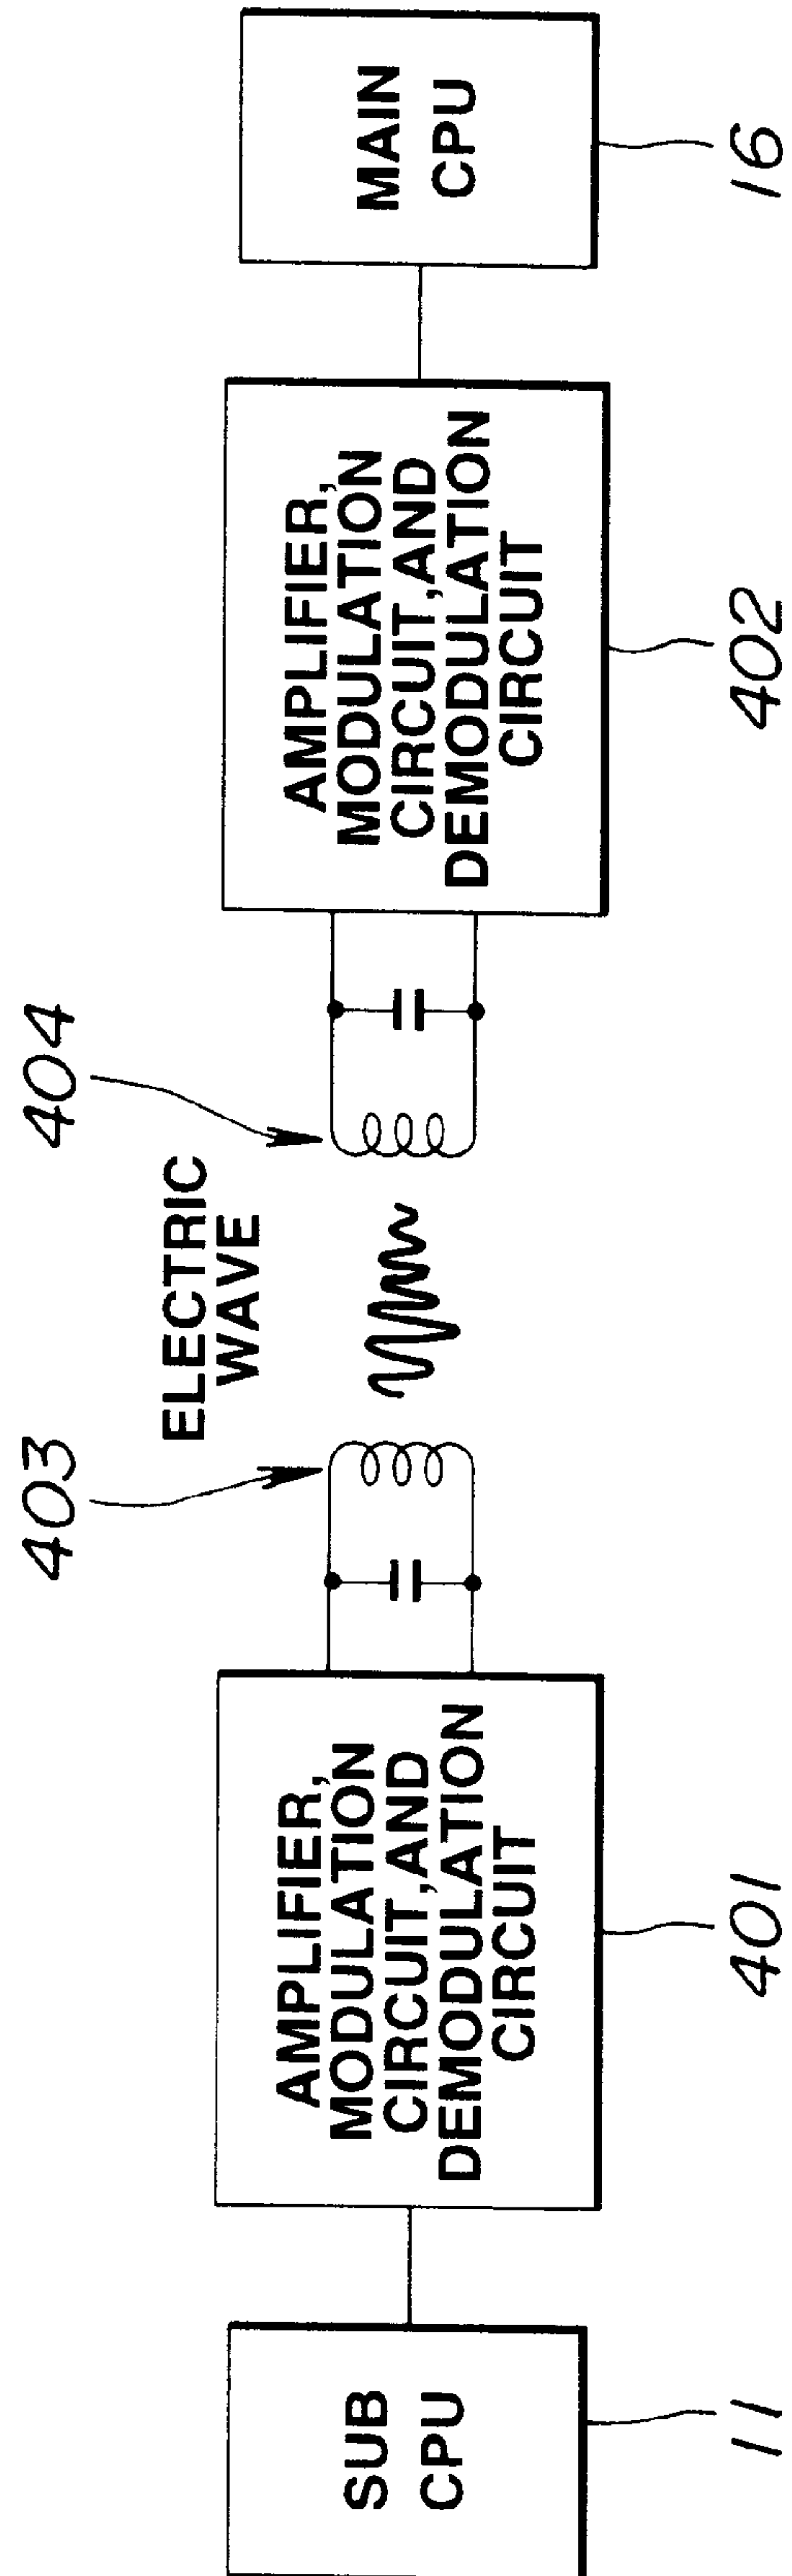 404
403
ELECTRIC
WAVE
SUB
CPU
AMPLIFIER,
MODULATION
CIRCUIT,AND
DEMODULATION
CIRCUIT
AMPLIFIER,
MODULATION
CIRCUIT,AND
DEMODULATION
CIRCUIT
MAIN
CPU
11
401
402
16